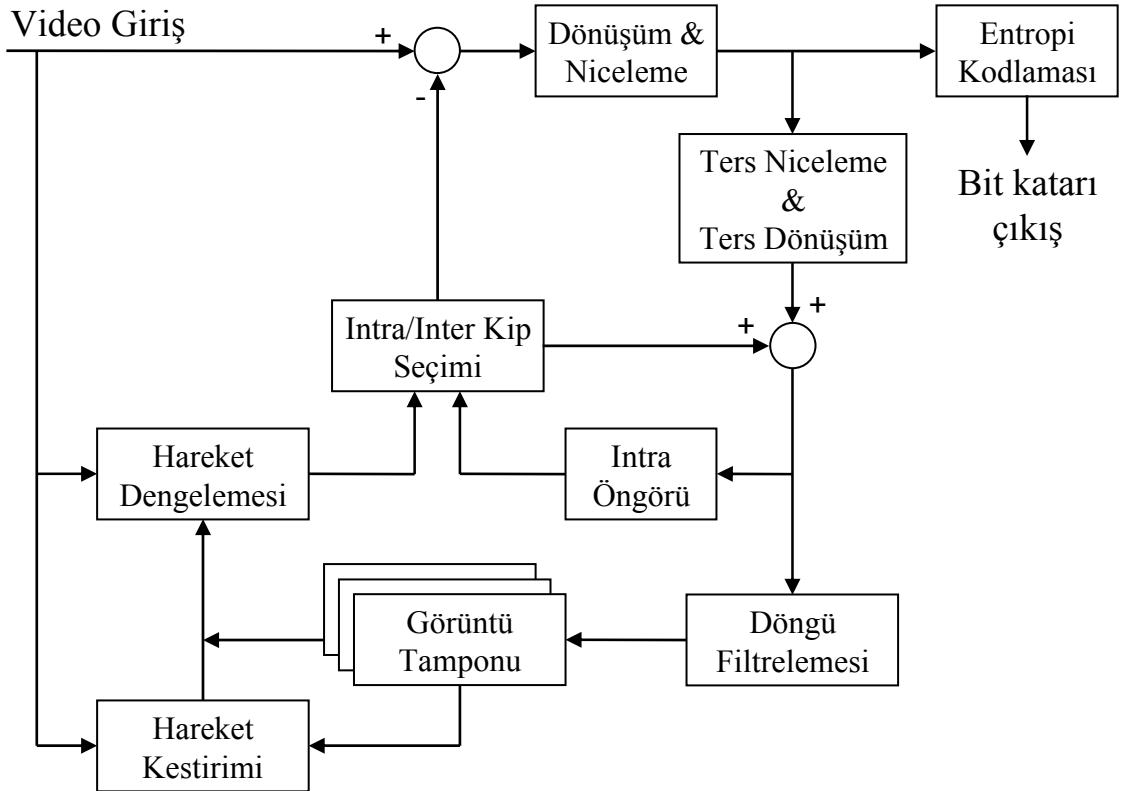 Video Giriş
+
-
Dönüşüm &
Niceleme
Entropi
Kodlaması
Ters Niceleme
&
Ters Dönüşüm
Bit katarı
çıkış
+
+
Intra/Inter Kip
Seçimi
Hareket
Dengelemesi
Intra
Öngörü
Görüntü
Tamponu
Döngü
Filtrelemesi
Hareket
Kestirimi